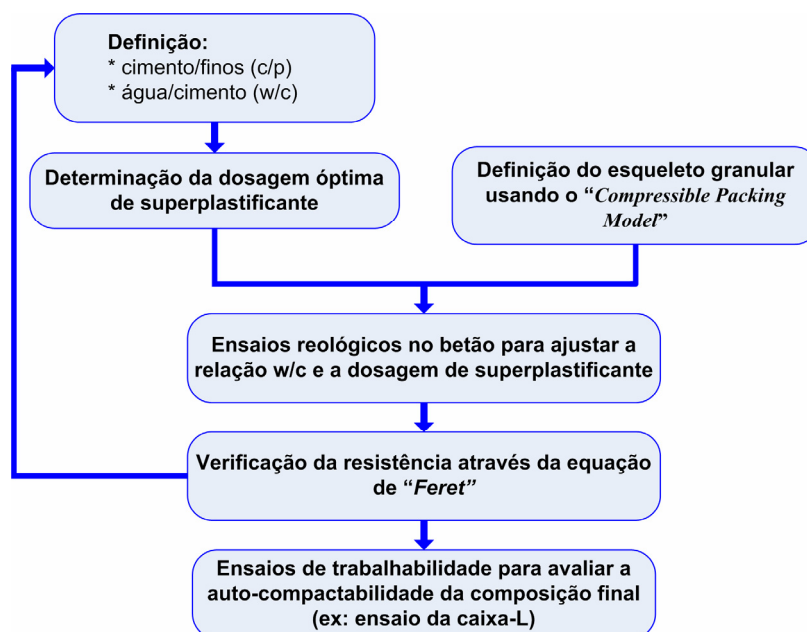 Definição:
* cimento/finos (c/p)
* água/cimento (w/c)
Determinação da dosagem óptima
de superplastificante
Definição do esqueleto granular
usando o “Compressible Packing
Model”
Ensaios reológicos no betão para ajustar a
relação w/c e a dosagem de superplastificante
Verificação da resistência através da equação
de “Feret”
Ensaios de trabalhabilidade para avaliar a
auto-compactabilidade da composição final
(ex: ensaio da caixa-L)